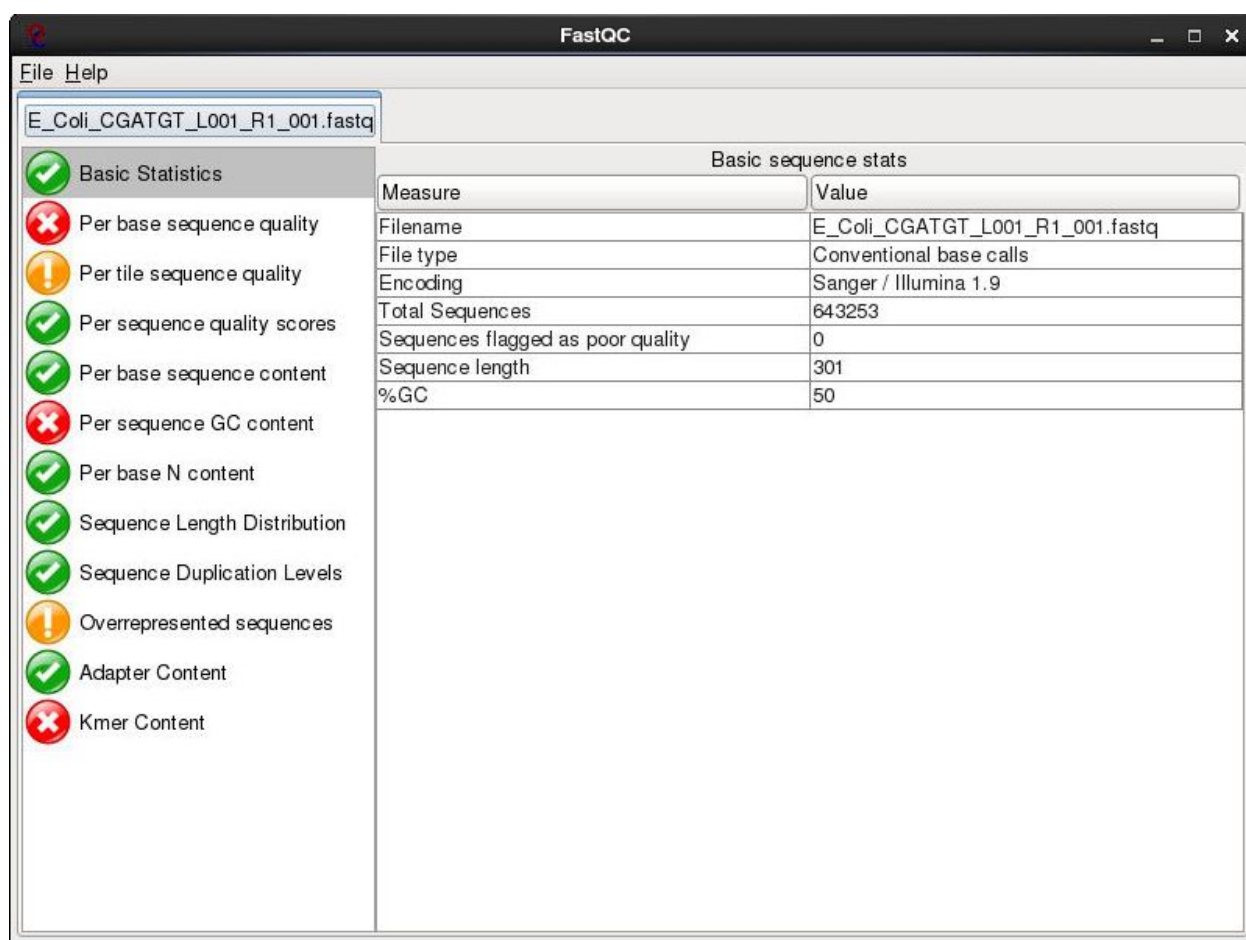 FastQC
File Help
E_Coli_CGATGT_L001_R1_001.fastq
Basic Statistics
Per base sequence quality
Per tile sequence quality
Per sequence quality scores
Per base sequence content
Per sequence GC content
Per base N content
Sequence Length Distribution
Sequence Duplication Levels
Overrepresented sequences
Adapter Content
Kmer Content
Basic sequence stats
Measure Value
Filename E_Coli_CGATGT_L001_R1_001.fastq
File type Conventional base calls
Encoding Sanger / Illumina 1.9
Total Sequences 643253
Sequences flagged as poor quality 0
Sequence length 301
%GC 50